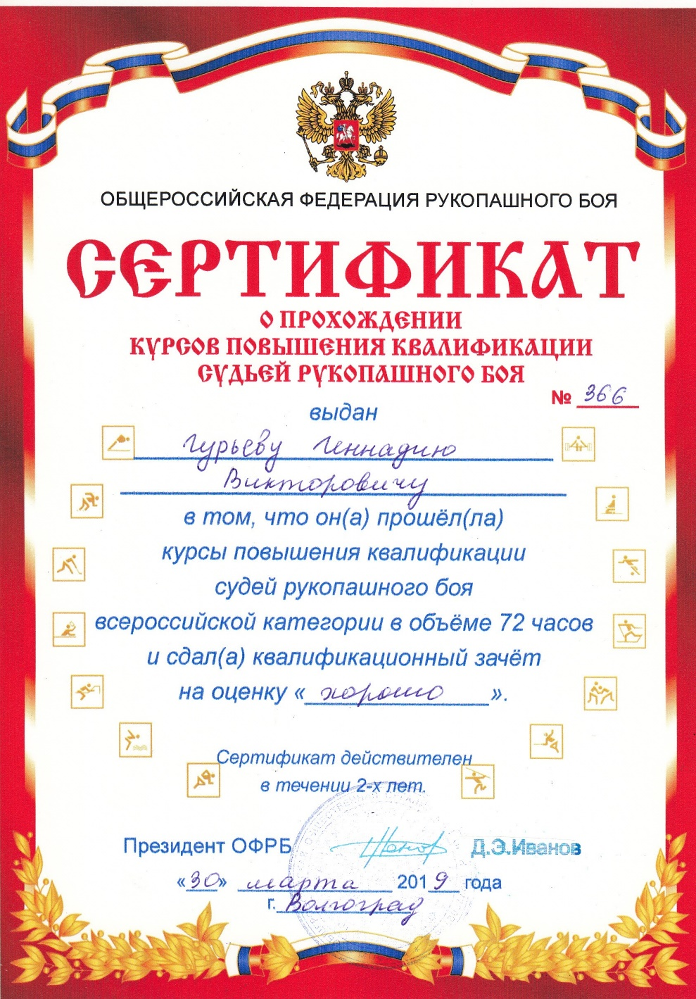 ОБЩЕРОССИЙСКАЯ ФЕДЕРАЦИЯ РУКОПАШНОГО БОЯ
СЕРТИФИКАТ
О ПРОХОЖДЕНИИ
КУРСОВ ПОВЫШЕНИЯ КВАЛИФИКАЦИИ
СУДЬЕЙ РУКОПАШНОГО БОЯ
№ 366
выдан
Гурьеву Геннадию
Викторовичу
в том, что он(а) прошёл(ла)
курсы повышения квалификации
судей рукопашного боя
всероссийской категории в объёме 72 часов
и сдал(а) квалификационный зачёт
на оценку « хорошо ».
Сертификат действителен
в течении 2-х лет.
Президент ОФРБ Д.Э.Иванов
«30» марта 2019 года
г. Волгоград